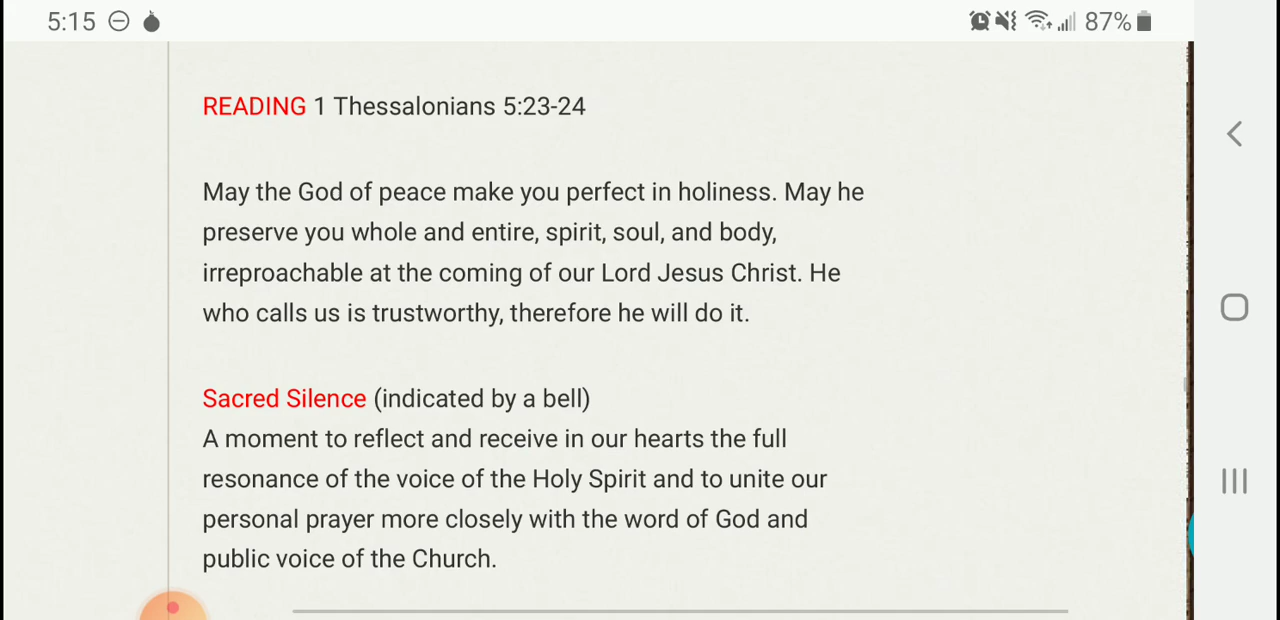 5:15
87%
READING 1 Thessalonians 5:23-24
May the God of peace make you perfect in holiness. May he
preserve you whole and entire, spirit, soul, and body,
irreproachable at the coming of our Lord Jesus Christ. He
who calls us is trustworthy, therefore he will do it.
Sacred Silence (indicated by a bell)
A moment to reflect and receive in our hearts the full
resonance of the voice of the Holy Spirit and to unite our
personal prayer more closely with the word of God and
public voice of the Church.